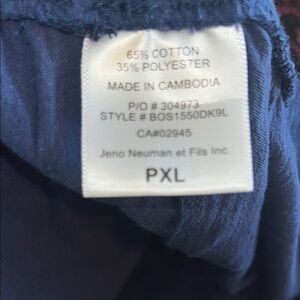 65% COTTON
35% POLYESTER
MADE IN CAMBODIA
P/O # 304973
STYLE # BOS1550DK9L
CA#02945
Jeno Neuman et Fils Inc.
PXL